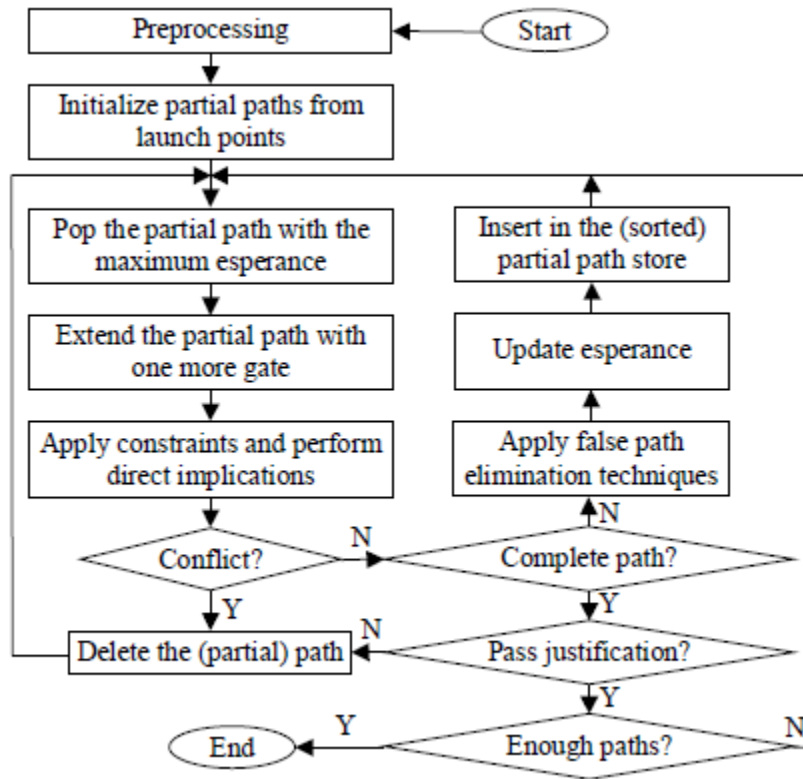 Preprocessing
Start
Initialize partial paths from
launch points
Pop the partial path with the
maximum esperance
Insert in the (sorted)
partial path store
Extend the partial path with
one more gate
Update esperance
Apply constraints and perform
direct implications
Apply false path
elimination techniques
N
Conflict?
N
Complete path?
Y
Y
Delete the (partial) path
N
Pass justification?
Y
End
Y
Enough paths?
N